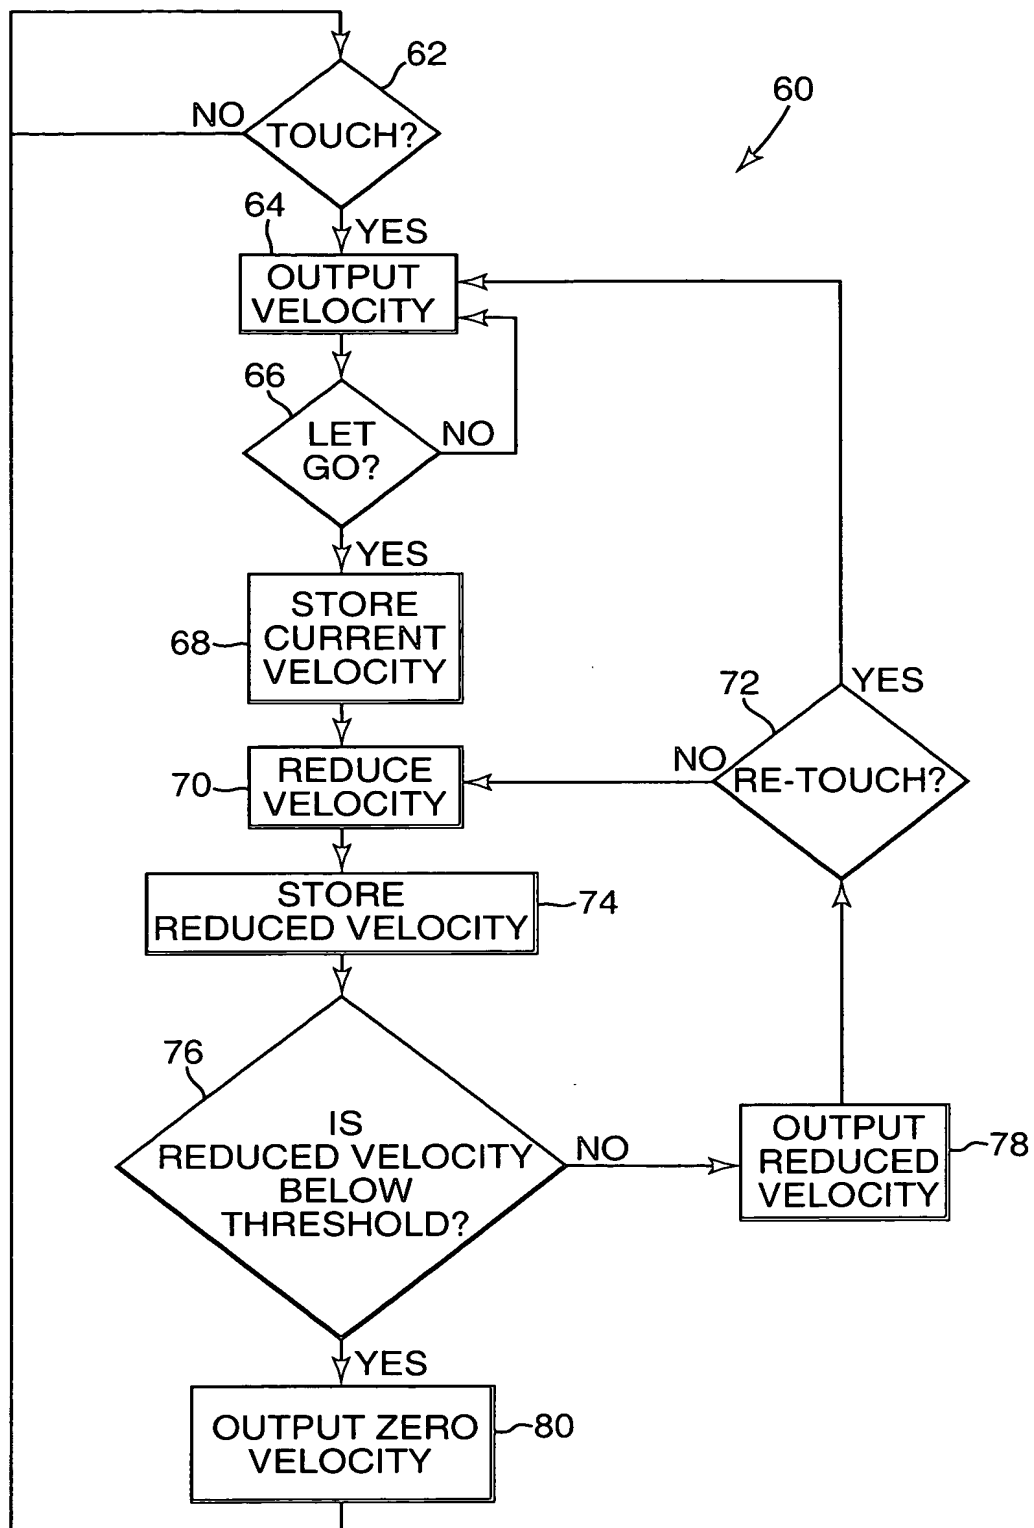 62
60
NO
TOUCH?
64
YES
OUTPUT
VELOCITY
66
LET
GO?
NO
YES
STORE
CURRENT
VELOCITY
68
72
YES
NO
RE-TOUCH?
70
REDUCE
VELOCITY
STORE
REDUCED VELOCITY
74
76
IS
REDUCED VELOCITY
BELOW
THRESHOLD?
NO
OUTPUT
REDUCED
VELOCITY
78
YES
OUTPUT ZERO
VELOCITY
80